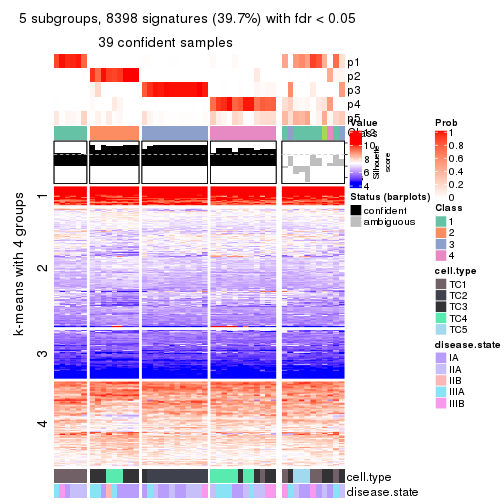 5 subgroups, 8398 signatures (39.7%) with fdr < 0.05
39 confident samples
p1
p2
p3
p4
p5
Class
Silhouette
score
k-means with 4 groups
1
2
3
4
cell.type
disease.state
Value
10
8
6
4
Status (barplots)
confident
ambiguous
Prob
1
0.8
0.6
0.4
0.2
0
Class
1
2
3
4
cell.type
TC1
TC2
TC3
TC4
TC5
disease.state
IA
IIA
IIB
IIIA
IIIB